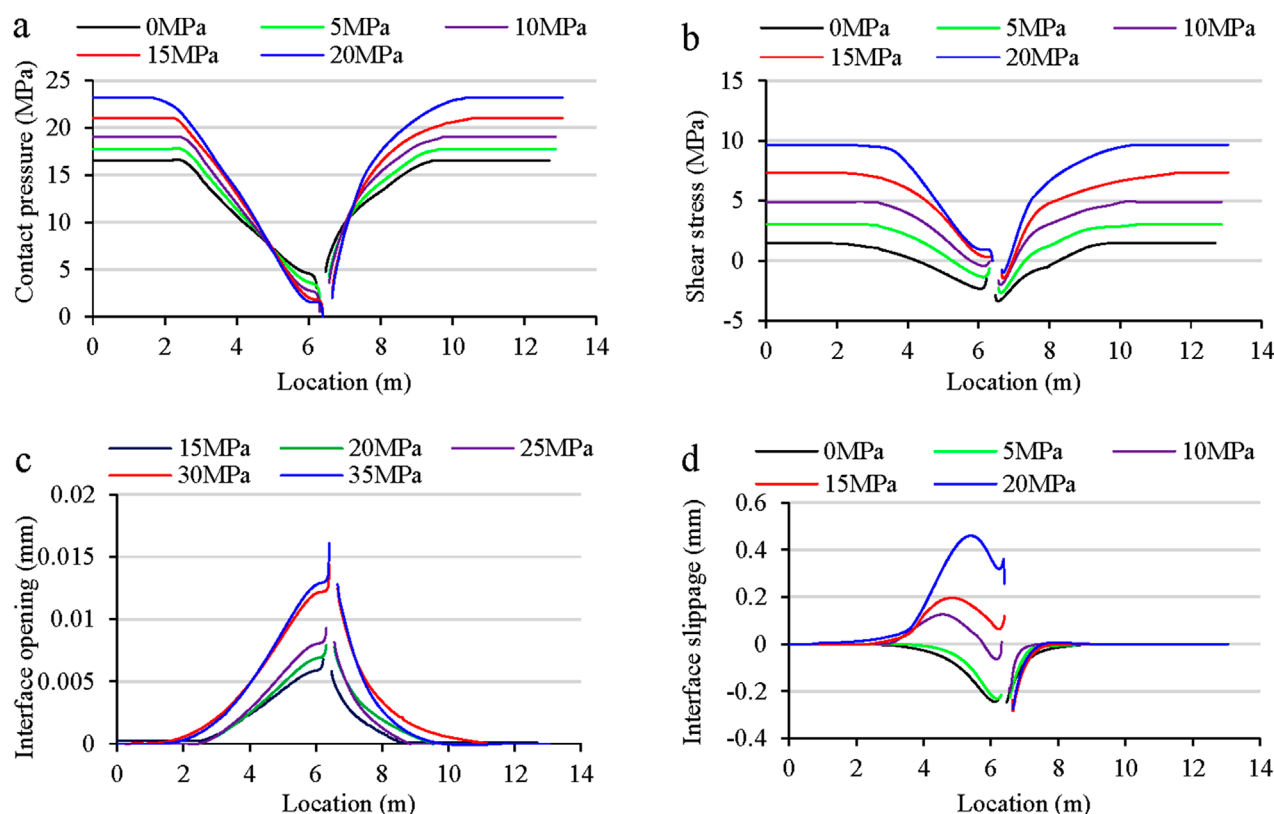 a
0MPa 5MPa 10MPa
15MPa 20MPa
Contact pressure (MPa)
25
20
15
10
5
0
0 2 4 6 8 10 12 14
Location (m)
b
0MPa 5MPa 10MPa
15MPa 20MPa
Shear stress (MPa)
15
10
5
0
-5
0 2 4 6 8 10 12 14
Location (m)
c
15MPa 20MPa 25MPa
30MPa 35MPa
Interface opening (mm)
0.02
0.015
0.01
0.005
0
0 2 4 6 8 10 12 14
Location (m)
d
0MPa 5MPa 10MPa
15MPa 20MPa
Interface slippage (mm)
0.6
0.4
0.2
0
-0.2
-0.4
0 2 4 6 8 10 12 14
Location (m)